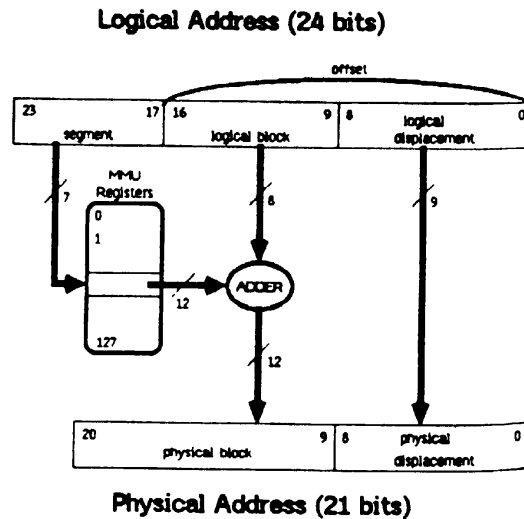 Logical Address (24 bits)
offset
23 17 16 9 8 0
segment logical block logical
displacement
MMU
Registers
7 8 9
0
1
12 ADDER
127
12
20 9 8 0
physical block physical
displacement
Physical Address (21 bits)